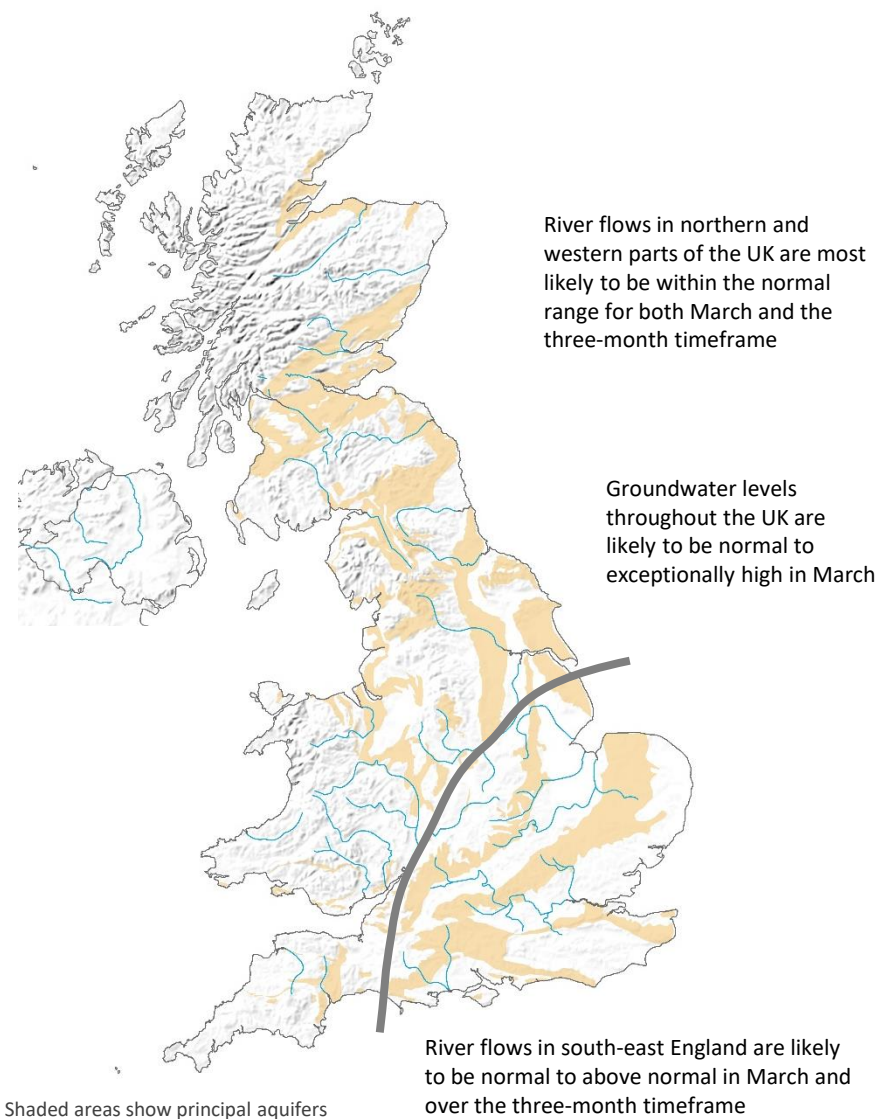 River flows in northern and
western parts of the UK are most
likely to be within the normal
range for both March and the
three-month timeframe
Groundwater levels
throughout the UK are
likely to be normal to
exceptionally high in March
River flows in south-east England are likely
to be normal to above normal in March and
over the three-month timeframe
Shaded areas show principal aquifers